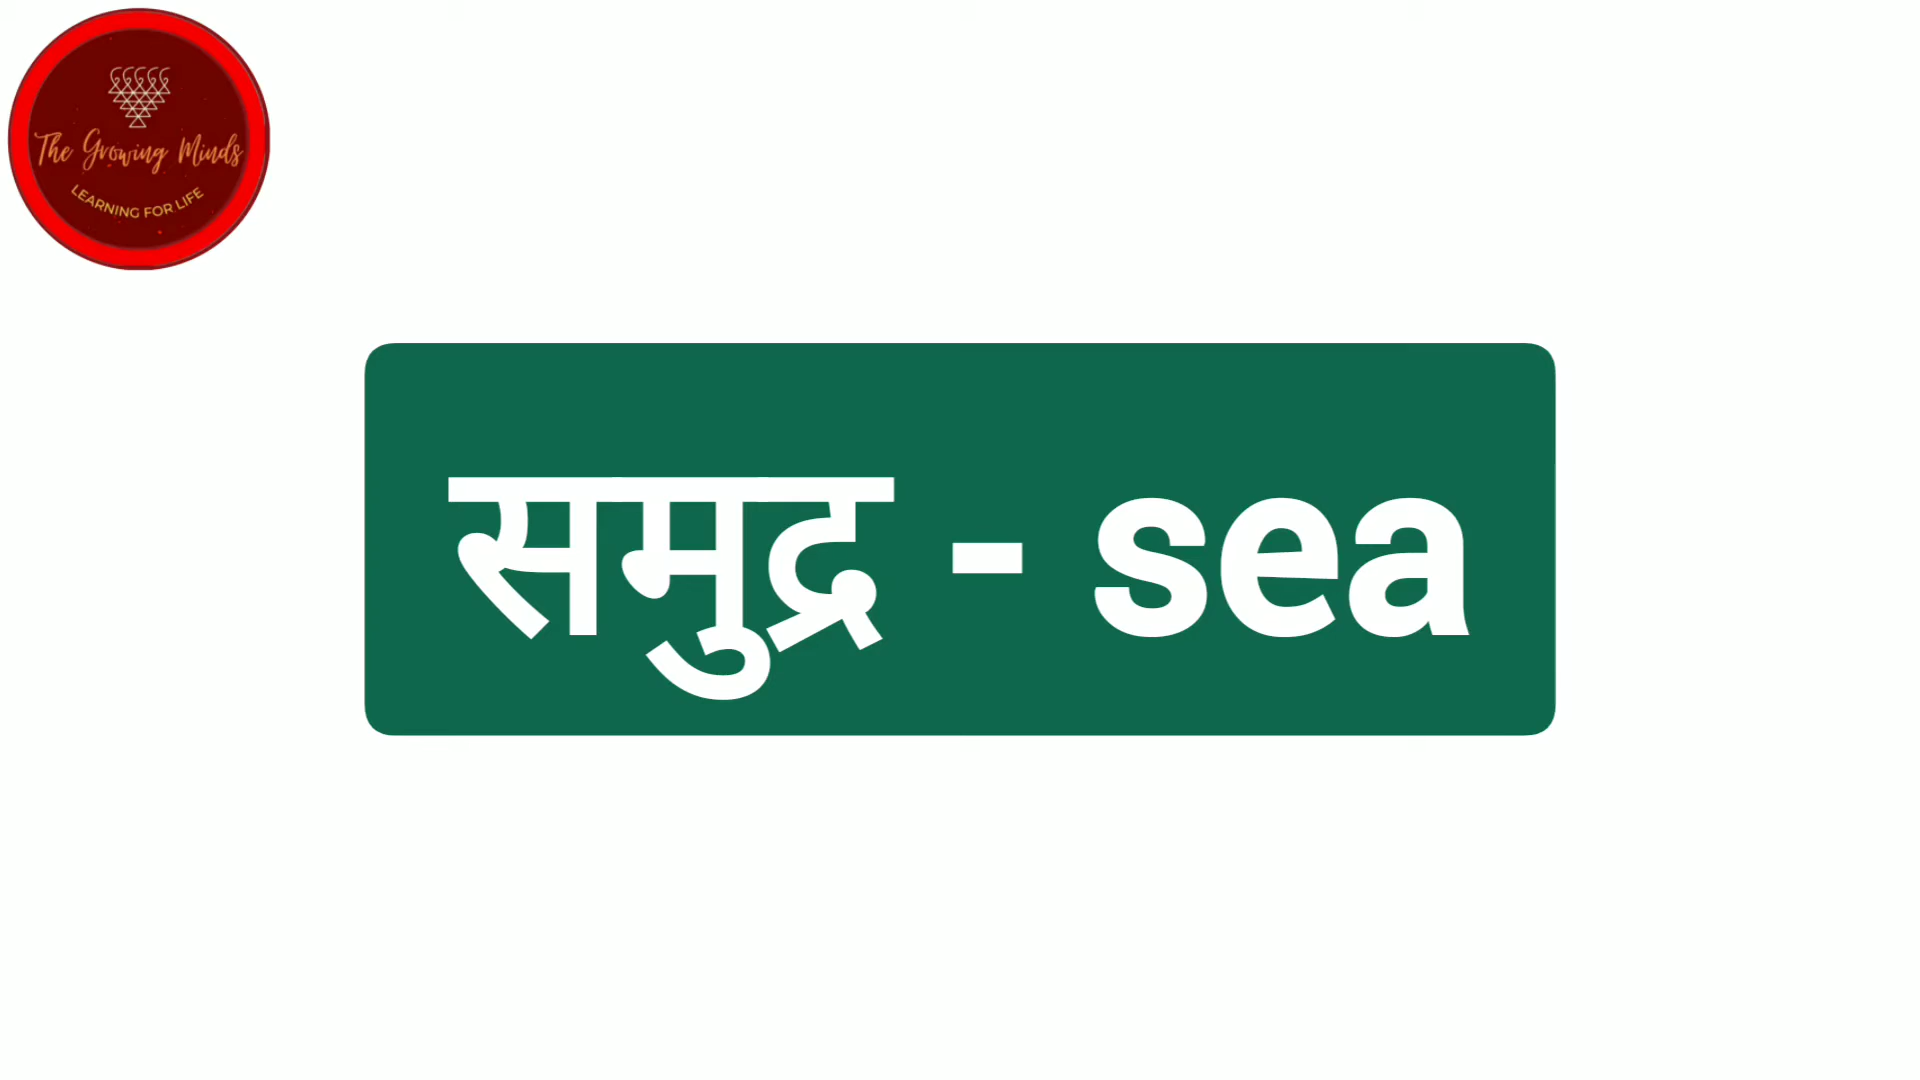 The Growing Minds
LEARNING FOR LIFE
समुद्र - sea